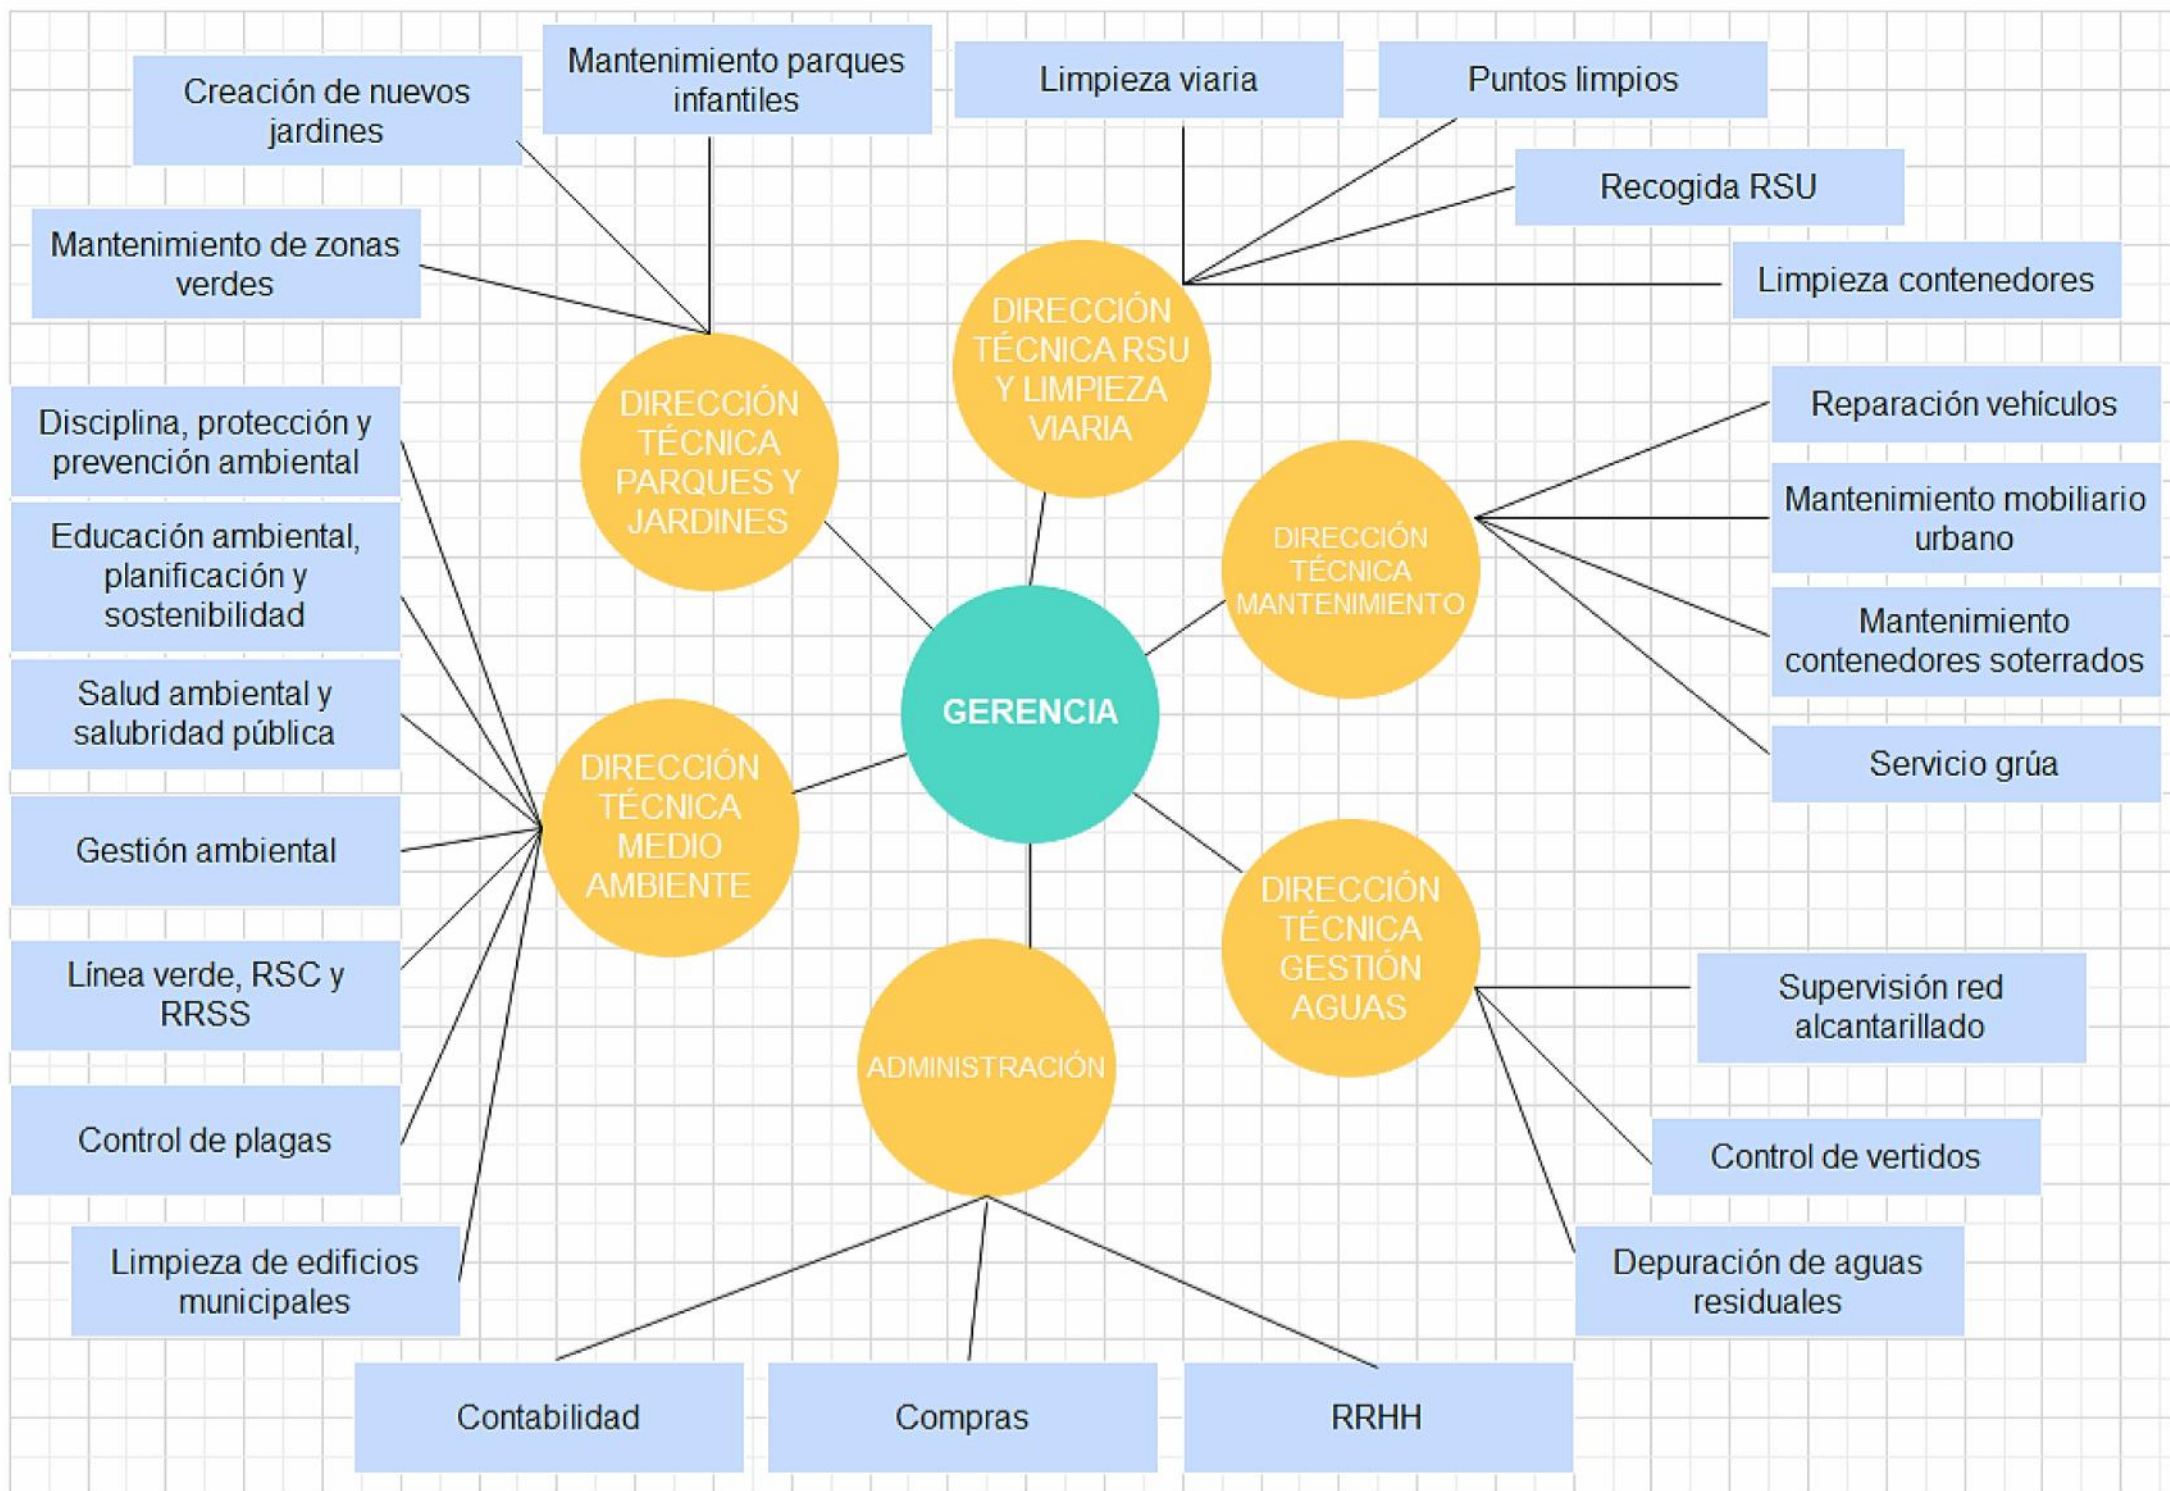 Mantenimiento parques
infantiles
Limpieza viaria
Puntos limpios
Creación de nuevos
jardines
Recogida RSU
Mantenimiento de zonas
verdes
Limpieza contenedores
DIRECCIÓN
TÉCNICA RSU
Y LIMPIEZA
VIARIA
DIRECCIÓN
TÉCNICA
PARQUES Y
JARDINES
Reparación vehículos
Disciplina, protección y
prevención ambiental
Mantenimiento mobiliario
urbano
DIRECCIÓN
TÉCNICA
MANTENIMIENTO
Educación ambiental,
planificación y
sostenibilidad
Mantenimiento
contenedores soterrados
Salud ambiental y
salubridad pública
GERENCIA
Servicio grúa
DIRECCIÓN
TÉCNICA
MEDIO
AMBIENTE
Gestión ambiental
DIRECCIÓN
TÉCNICA
GESTIÓN
AGUAS
Línea verde, RSC y
RRSS
Supervisión red
alcantarillado
ADMINISTRACIÓN
Control de plagas
Control de vertidos
Limpieza de edificios
municipales
Depuración de aguas
residuales
Contabilidad
Compras
RRHH